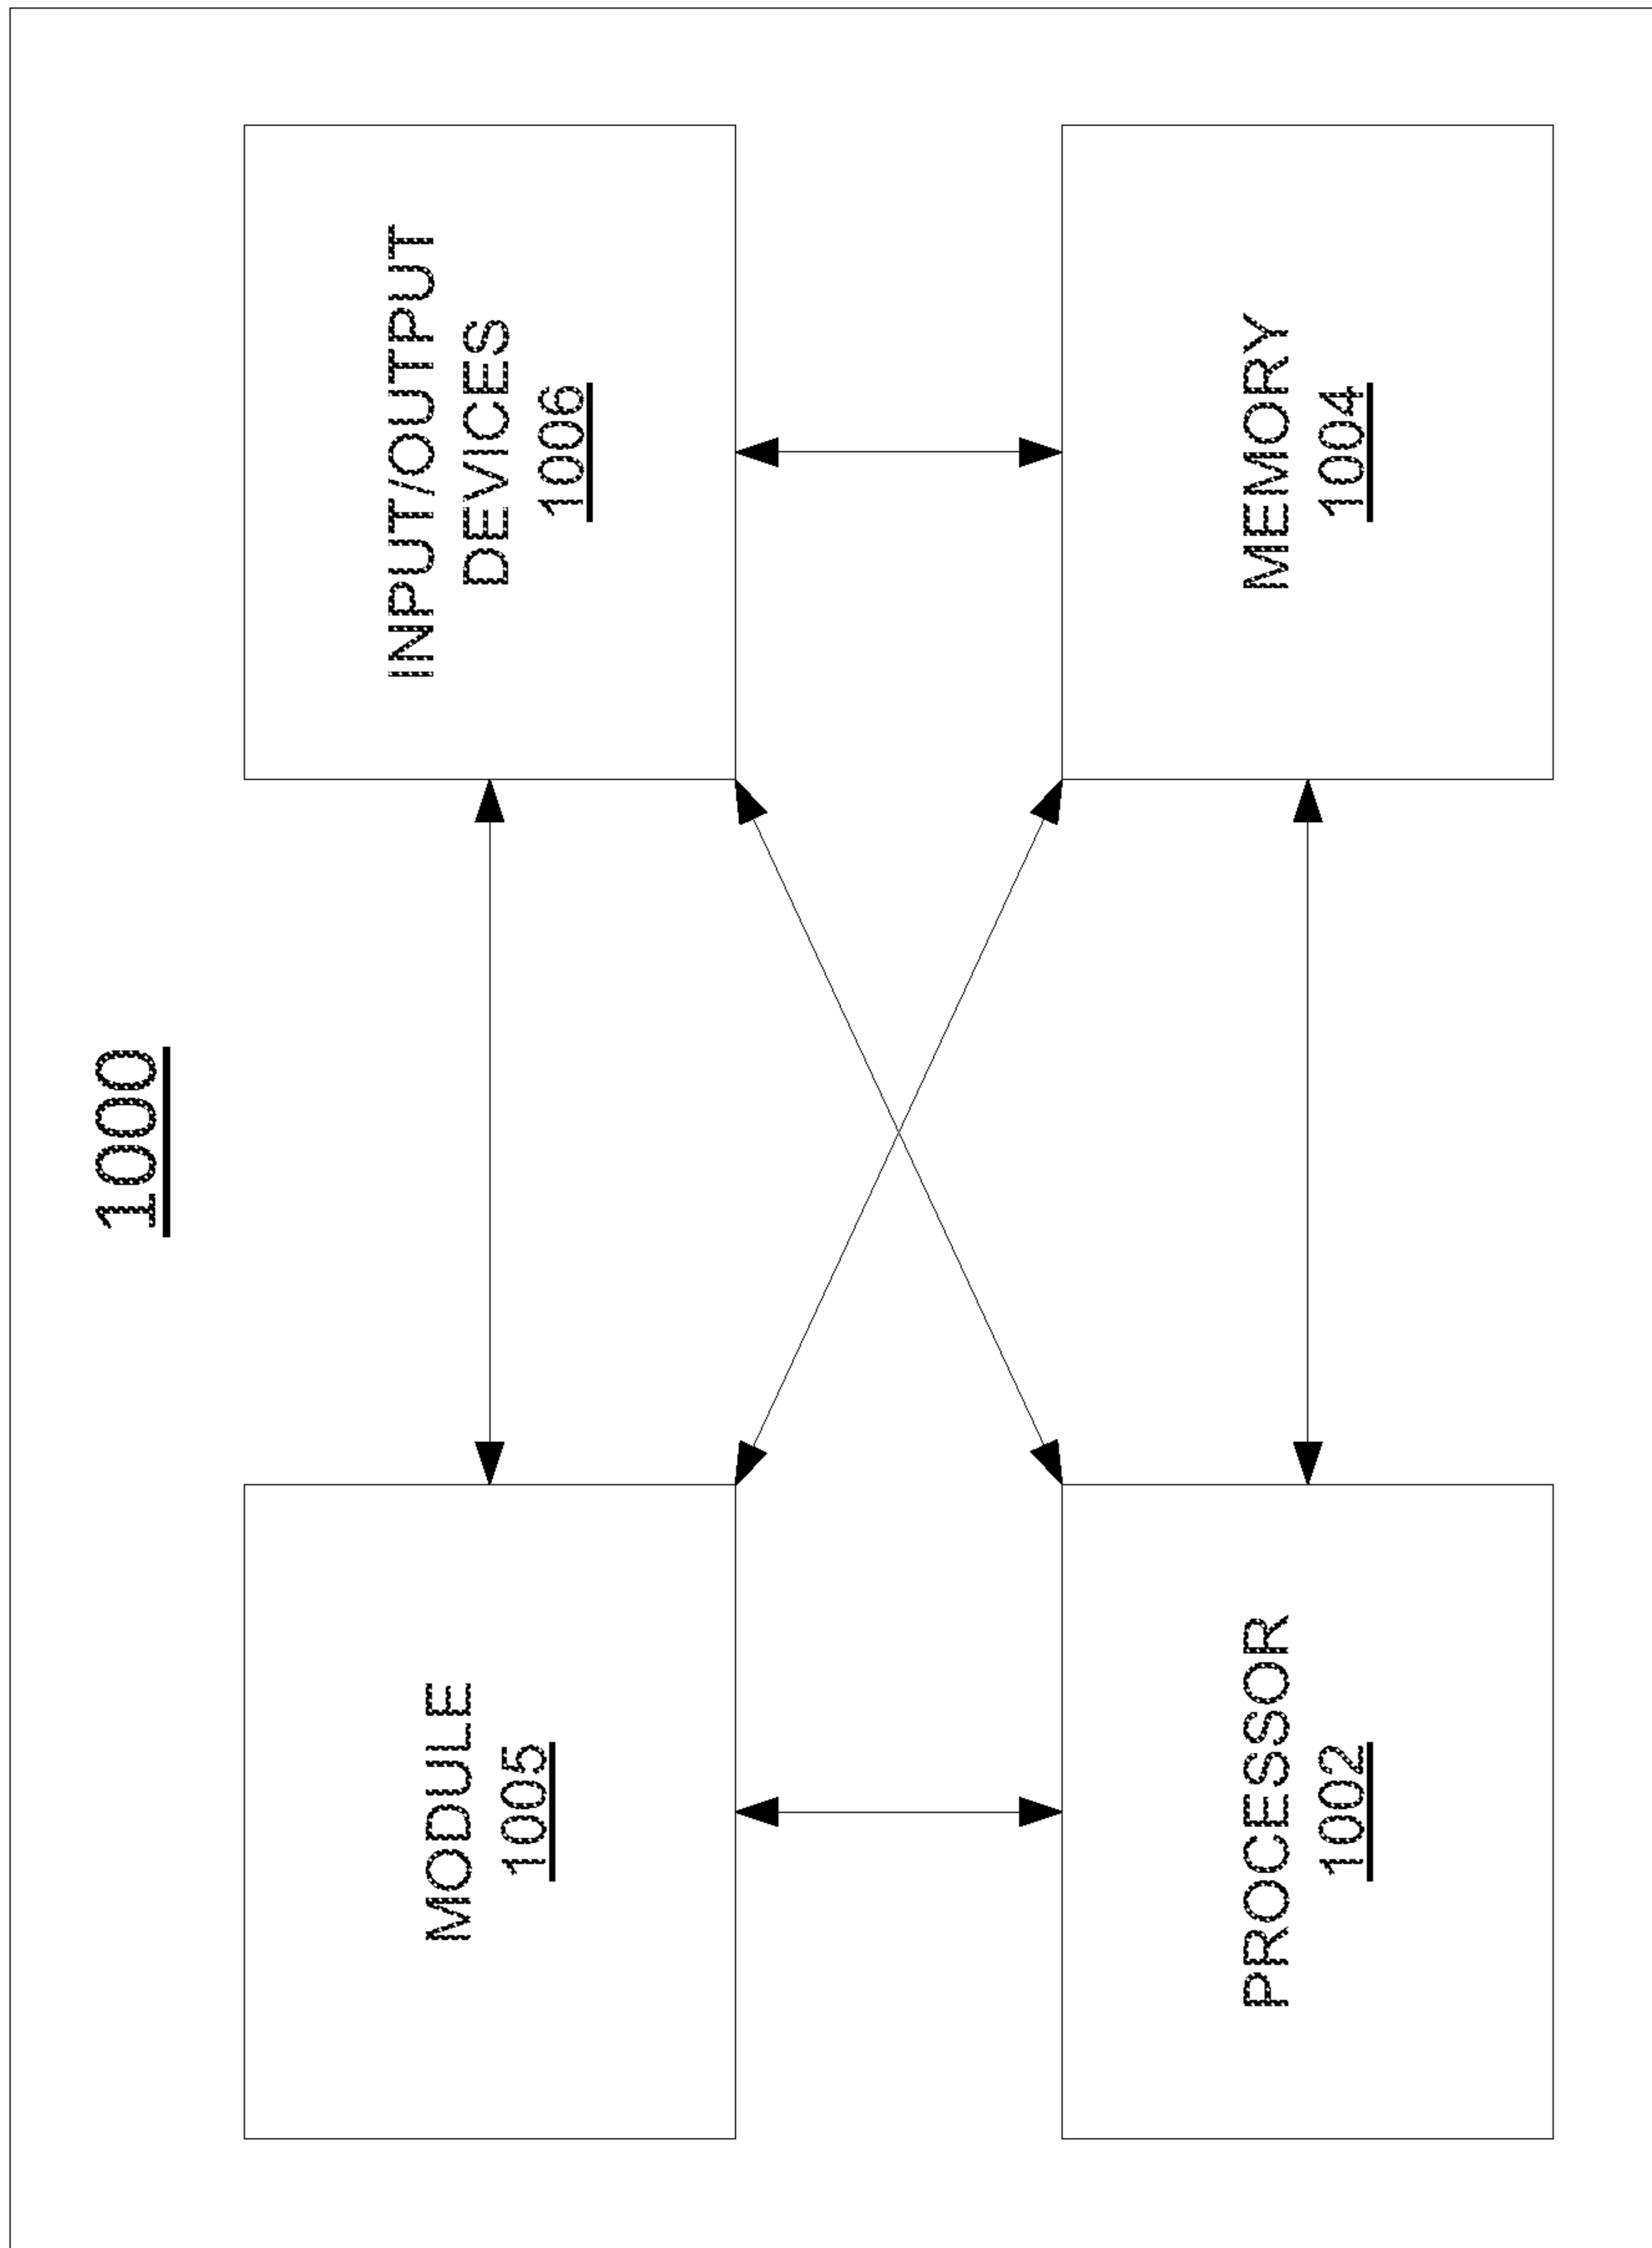 1000
MODULE
1005
INPUT/OUTPUT
DEVICES
1006
PROCESSOR
1002
MEMORY
1004